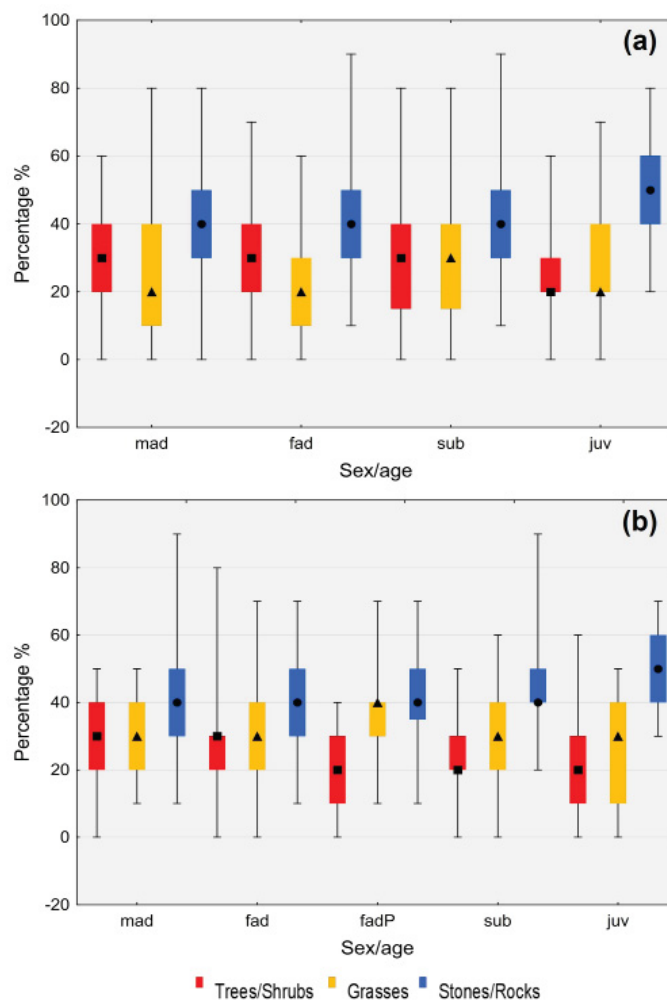 (a)
100
80
60
40
20
0
-20
Percentage %
mad fad sub juv
Sex/age
(b)
100
80
60
40
20
0
-20
Percentage %
mad fad fadP sub juv
Sex/age
Trees/Shrubs Grasses Stones/Rocks